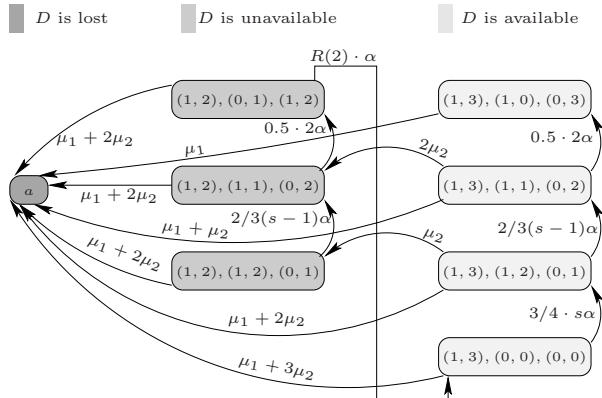 D is lost D is unavailable D is available
R(2) · α
(1, 2), (0, 1), (1, 2) (1, 3), (1, 0), (0, 3)
μ₁ + 2μ₂ μ₁ 0.5 · 2α 2μ₂ 0.5 · 2α
a μ₁ + 2μ₂ (1, 2), (1, 1), (0, 2) (1, 3), (1, 1), (0, 2)
μ₁ + μ₂ 2/3(s − 1)α 2/3(s − 1)α
μ₁ + 2μ₂ μ₂
(1, 2), (1, 2), (0, 1) (1, 3), (1, 2), (0, 1)
μ₁ + 2μ₂ 3/4 · sα
μ₁ + 3μ₂ (1, 3), (0, 0), (0, 0)